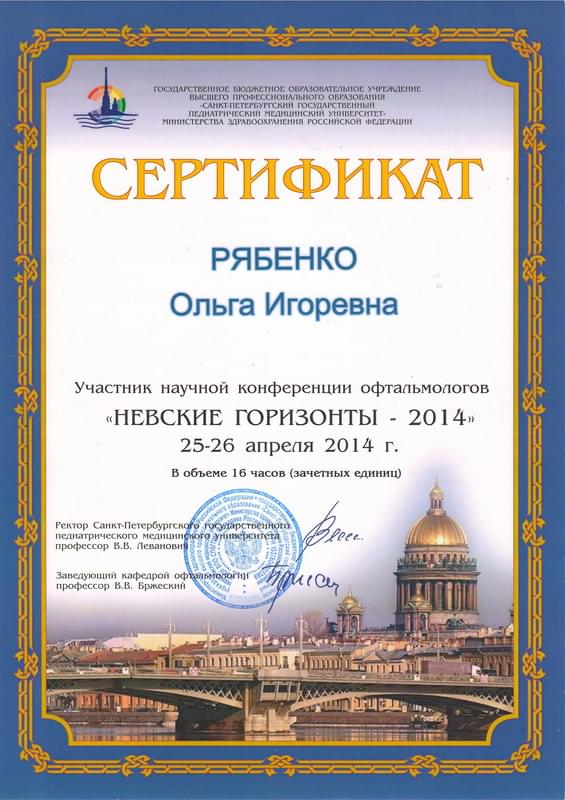 ГОСУДАРСТВЕННОЕ БЮДЖЕТНОЕ ОБРАЗОВАТЕЛЬНОЕ УЧРЕЖДЕНИЕ
ВЫСШЕГО ПРОФЕССИОНАЛЬНОГО ОБРАЗОВАНИЯ
«САНКТ-ПЕТЕРБУРГСКИЙ ГОСУДАРСТВЕННЫЙ
ПЕДИАТРИЧЕСКИЙ МЕДИЦИНСКИЙ УНИВЕРСИТЕТ»
МИНИСТЕРСТВА ЗДРАВООХРАНЕНИЯ РОССИЙСКОЙ ФЕДЕРАЦИИ
СЕРТИФИКАТ
РЯБЕНКО
Ольга Игоревна
Участник научной конференции офтальмологов
«НЕВСКИЕ ГОРИЗОНТЫ - 2014»
25-26 апреля 2014 г.
В объеме 16 часов (зачетных единиц)
Ректор Санкт-Петербургского государственного
педиатрического медицинского университета
профессор В.В. Леванович
Заведующий кафедрой офтальмологии
профессор В.В. Бржеский